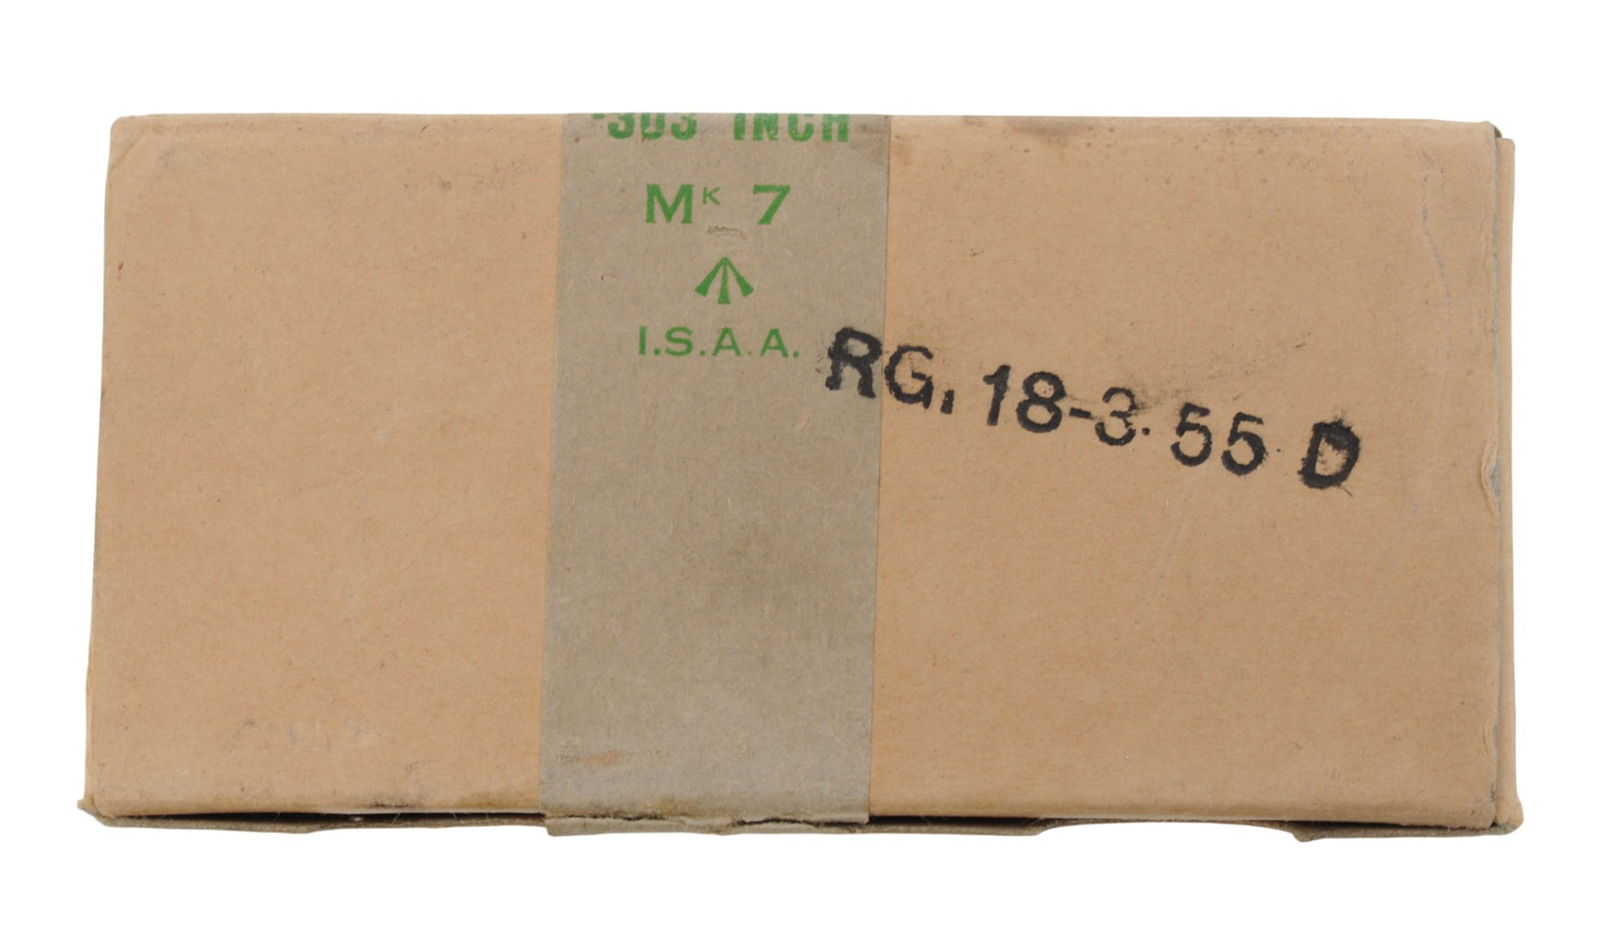 ·303 INCH
MK 7
I.S.A.A.
RG. 18-3.55 D